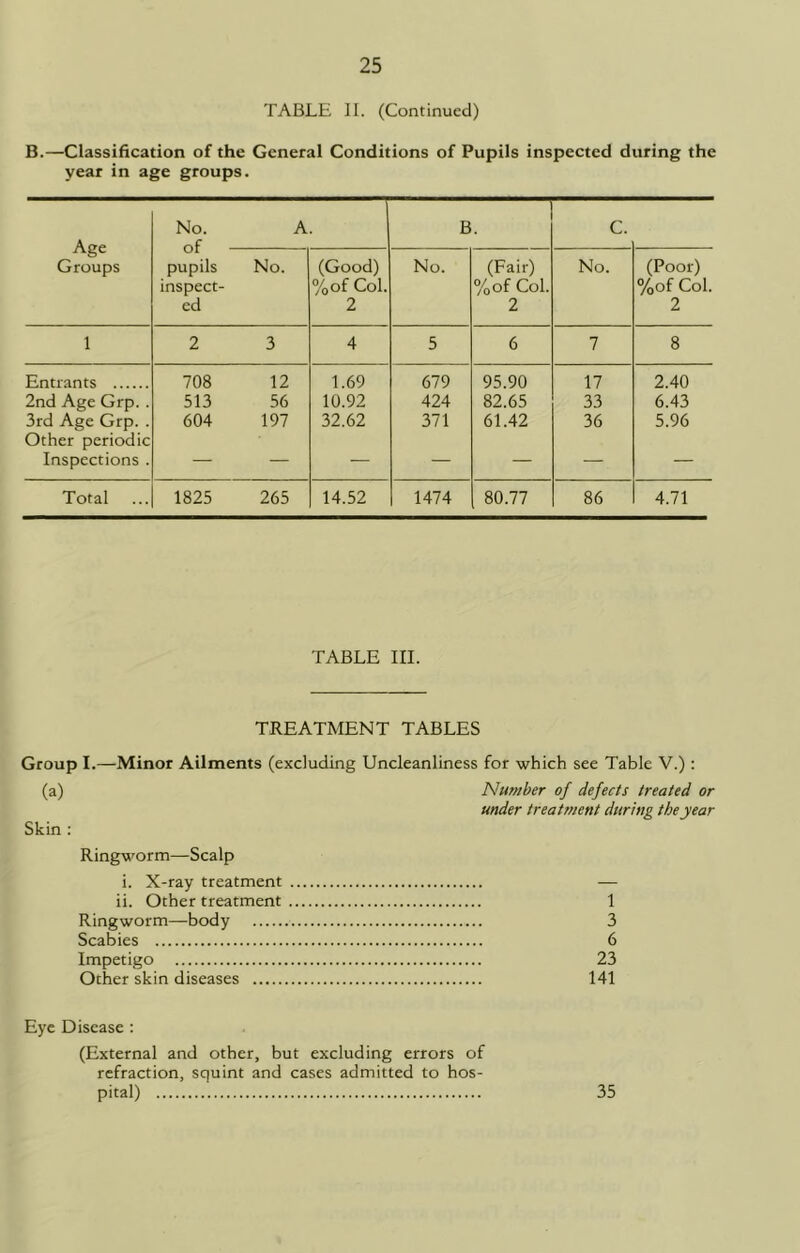 25
TABLE II. (Continued)
B.—Classification of the General Conditions of Pupils inspected during the
year in age groups.
Age Groups | No. of pupils inspected | A. | B. | C.
No. | (Good) %of Col. 2 | No. | (Fair) %of Col. 2 | No. | (Poor) %of Col. 2
1 2 3 4 5 6 7 8
Entrants ...... 708 12 1.69 679 95.90 17 2.40
2nd Age Grp. . 513 56 10.92 424 82.65 33 6.43
3rd Age Grp. . 604 197 32.62 371 61.42 36 5.96
Other periodic
Inspections . — — — — — — —
Total ... 1825 265 14.52 1474 80.77 86 4.71
TABLE III.
TREATMENT TABLES
Group I.—Minor Ailments (excluding Uncleanliness for which see Table V.) :
(a) Number of defects treated or
under treatment during the year
Skin :
Ringworm—Scalp
i. X-ray treatment ........ —
ii. Other treatment ........ 1
Ringworm—body ........ 3
Scabies ........ 6
Impetigo ........ 23
Other skin diseases ........ 141
Eye Disease :
(External and other, but excluding errors of
refraction, squint and cases admitted to hos-
pital) ........ 35